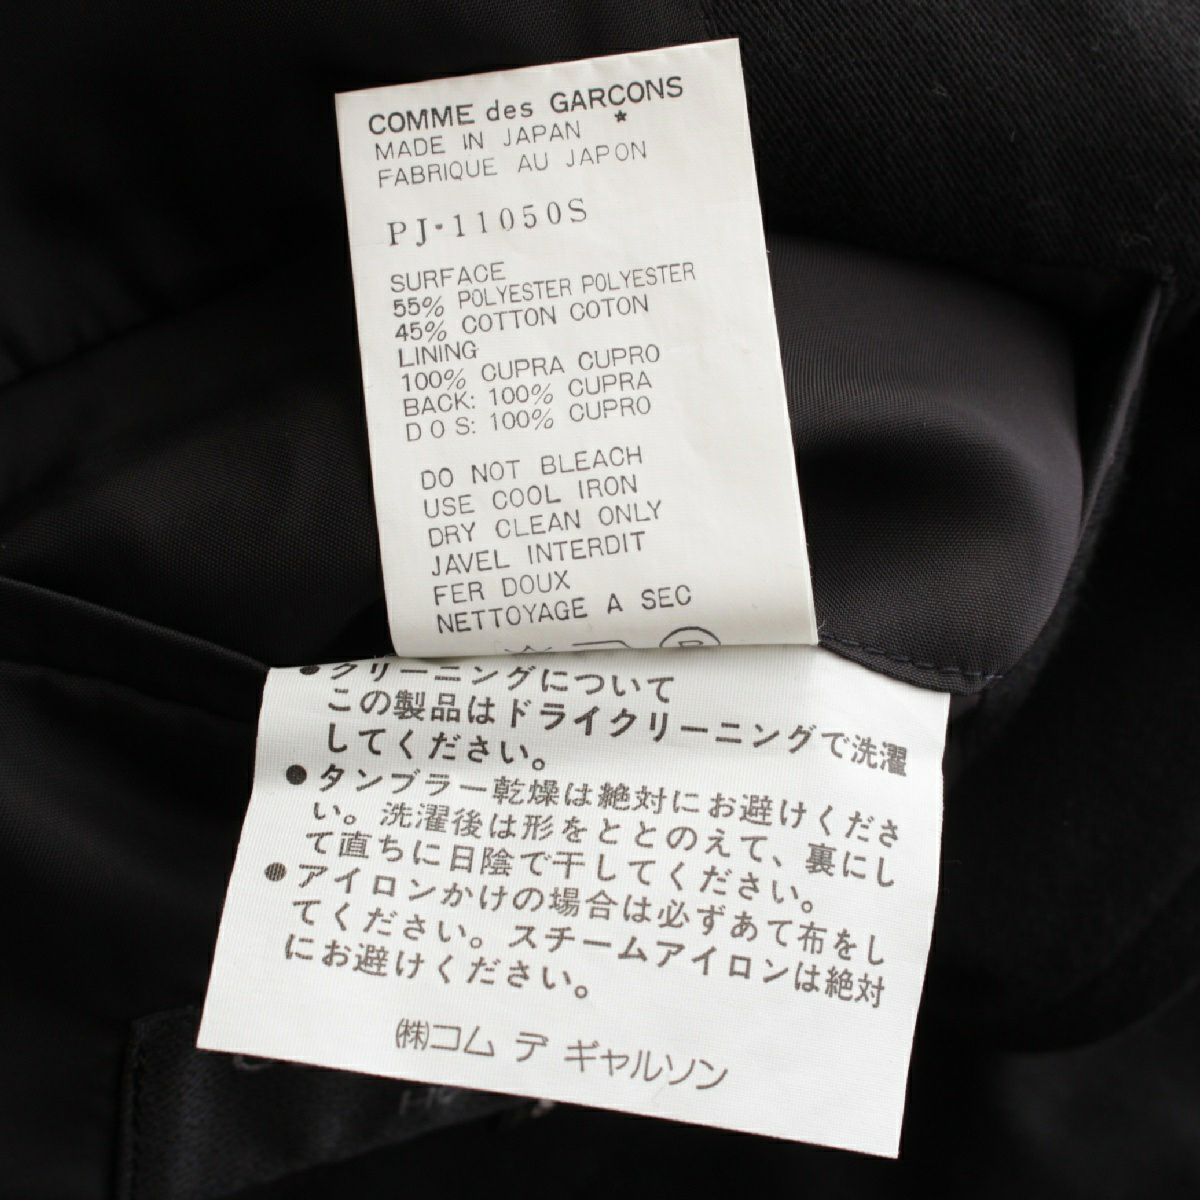 COMME des GARCONS
*
MADE IN JAPAN
FABRIQUE AU JAPON
PJ-11050S
SURFACE
55% POLYESTER POLYESTER
45% COTTON COTON
LINING
100% CUPRA CUPRO
BACK: 100% CUPRA
D O S: 100% CUPRO
DO NOT BLEACH
USE COOL IRON
DRY CLEAN ONLY
JAVEL INTERDIT
FER DOUX
NETTOYAGE A SEC
●クリーニングについて
この製品はドライクリーニングで洗濯
してください。
●タンブラー乾燥は絶対にお避けくださ
い。洗濯後は形をととのえて、裏にし
て直ちに日陰で干してください。
●アイロンかけの場合は必ずあて布をし
てください。スチームアイロンは絶対
にお避けください。
(株)コム デ ギャルソン